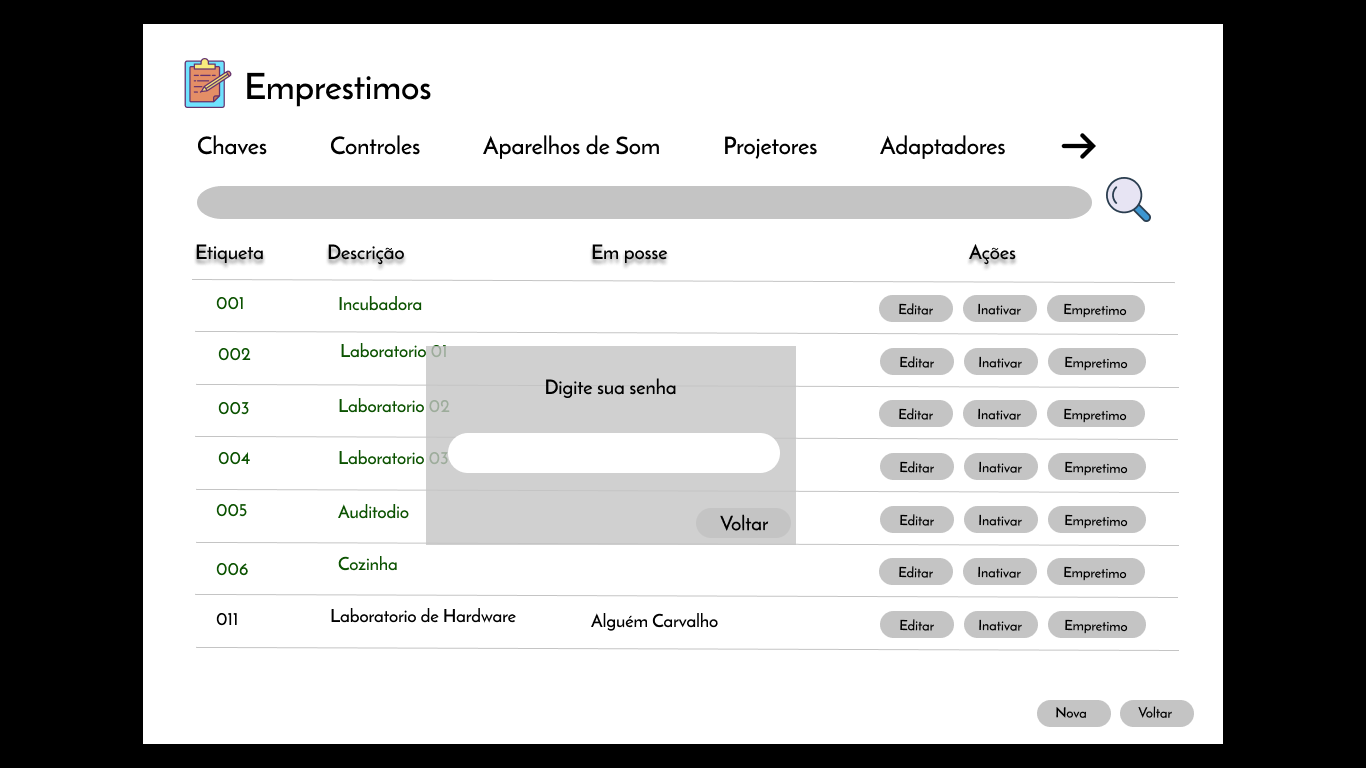 Emprestimos
Chaves Controles Aparelhos de Som Projetores Adaptadores
Etiqueta Descrição Em posse Ações
001 Incubadora Editar Inativar Empretimo
002 Laboratorio 01 Editar Inativar Empretimo
Digite sua senha
003 Laboratorio 02 Editar Inativar Empretimo
004 Laboratorio 03 Editar Inativar Empretimo
005 Auditodio Editar Inativar Empretimo
Voltar
006 Cozinha Editar Inativar Empretimo
011 Laboratorio de Hardware Alguém Carvalho Editar Inativar Empretimo
Nova Voltar